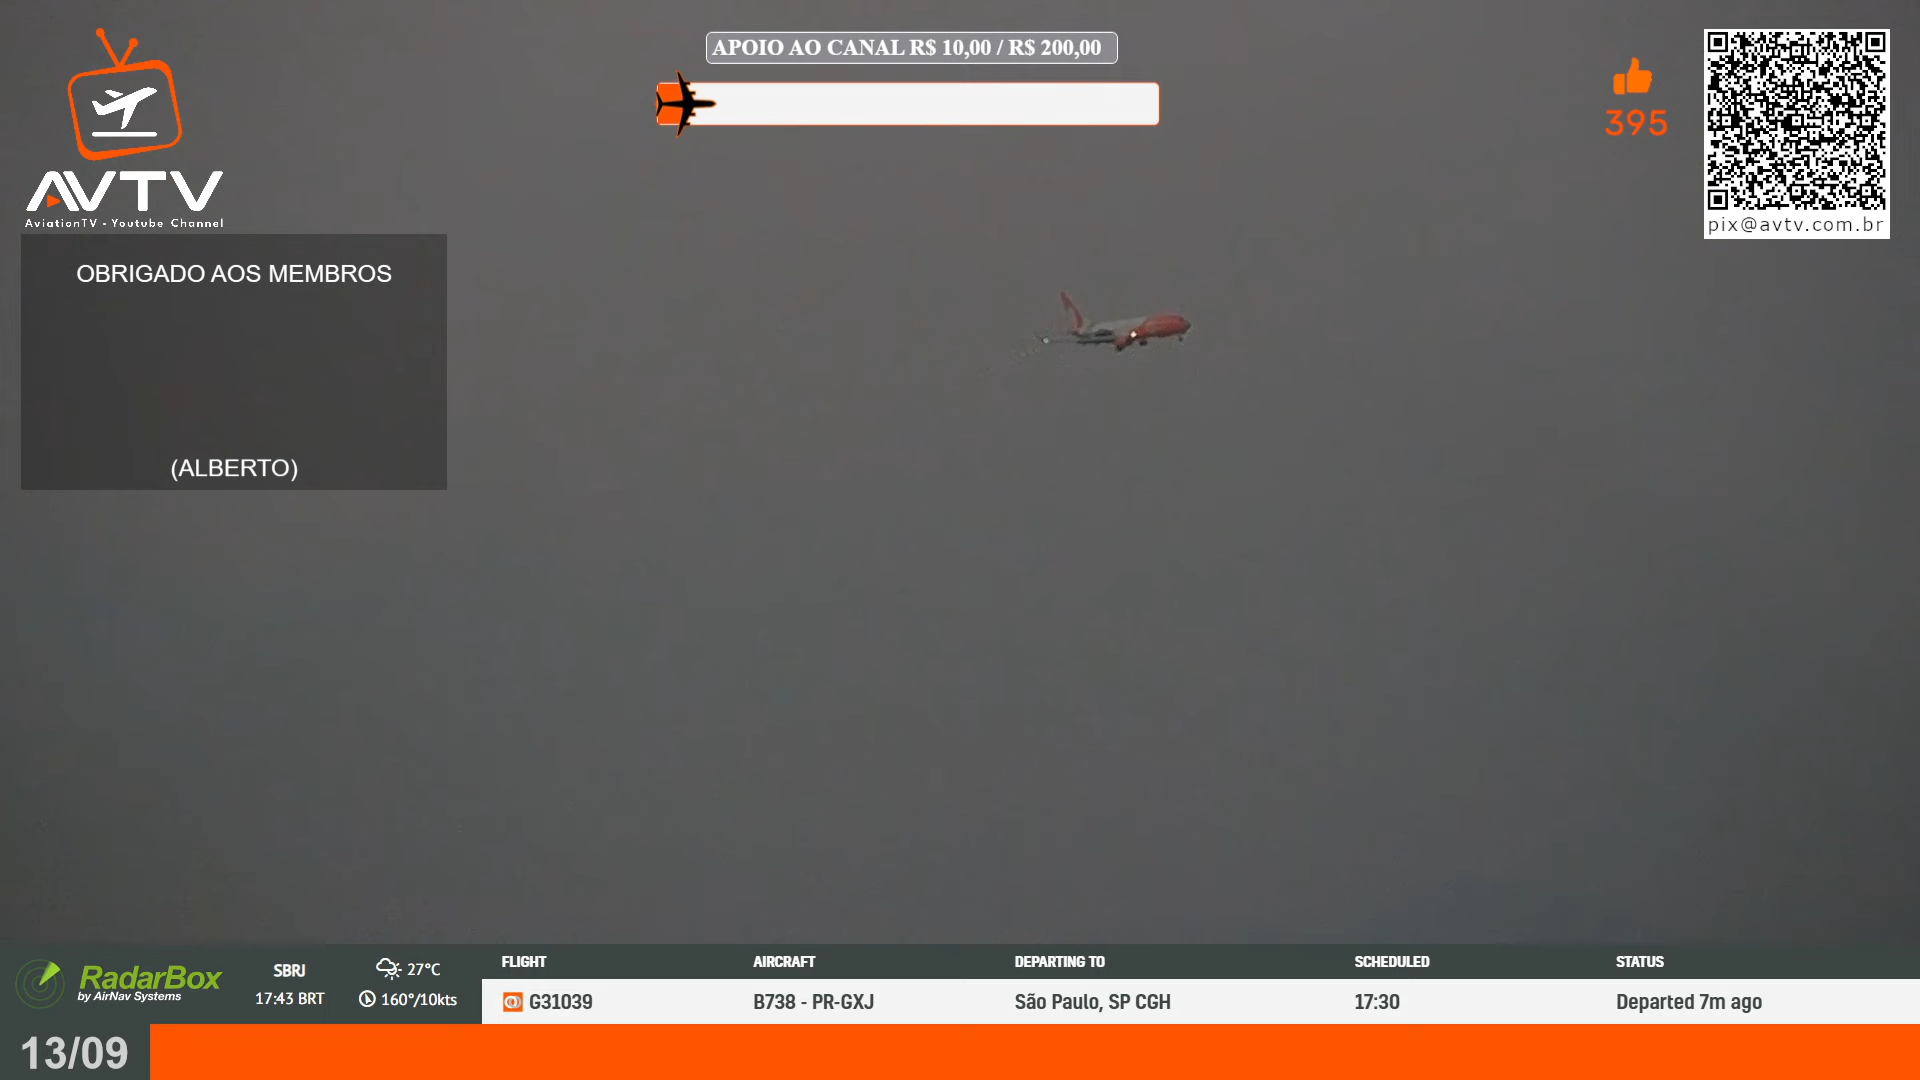 APOIO AO CANAL R$ 10,00 / R$ 200,00
395
AVTV
AviationTV - Youtube Channel
pix@avtv.com.br
OBRIGADO AOS MEMBROS
(ALBERTO)
RadarBox
by AirNav Systems
SBRJ
17:43 BRT
27°C
160°/10kts
FLIGHT AIRCRAFT DEPARTING TO SCHEDULED STATUS
G31039 B738 - PR-GXJ São Paulo, SP CGH 17:30 Departed 7m ago
13/09